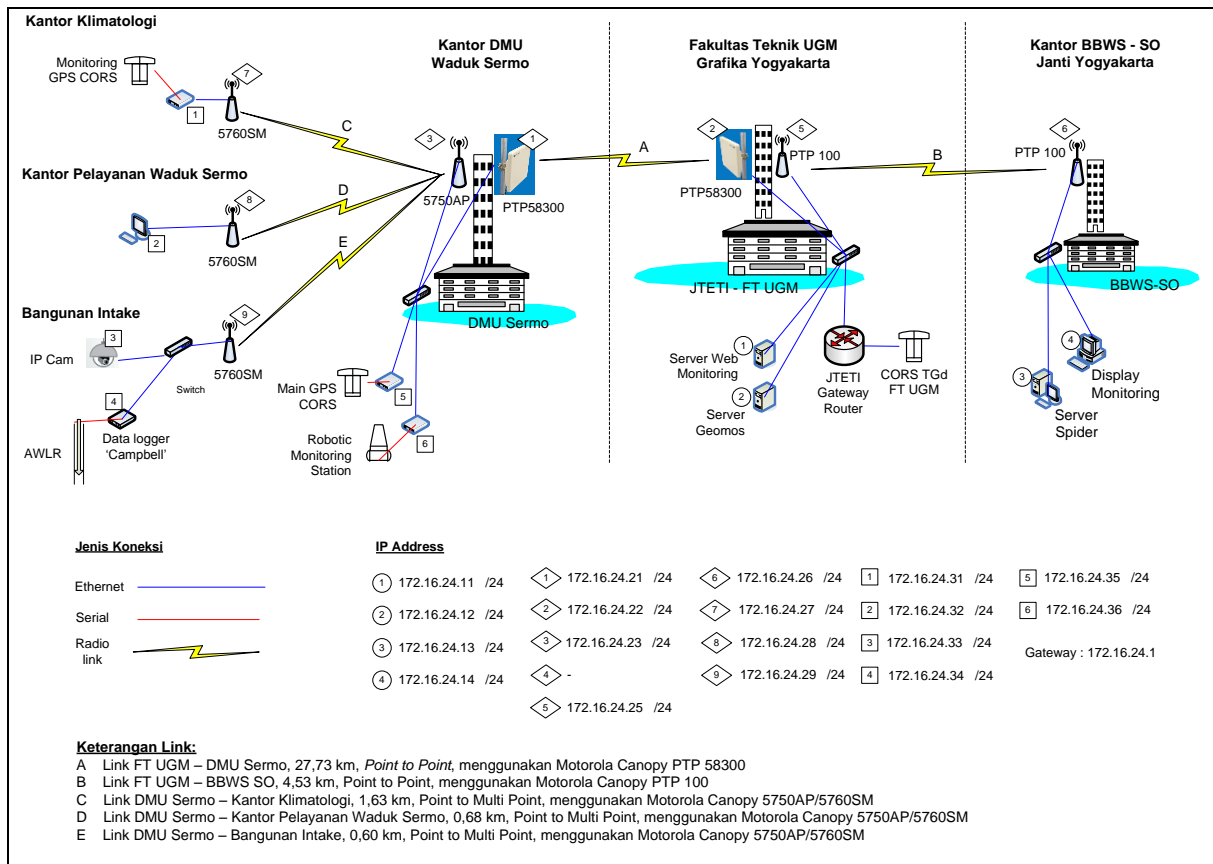 Kantor Klimatologi
Monitoring
GPS CORS
7
1
5760SM
C
Kantor Pelayanan Waduk Sermo
8
2
5760SM
D
E
Bangunan Intake
9
3
IP Cam
5760SM
Switch
4
Data logger
'Campbell'
AWLR
Kantor DMU
Waduk Sermo
3
1
5750AP
PTP58300
DMU Sermo
Main GPS
CORS
5
6
Robotic
Monitoring
Station
A
Fakultas Teknik UGM
Grafika Yogyakarta
2
5
PTP 100
PTP58300
JTETI - FT UGM
1
Server Web
Monitoring
2
Server
Geomos
JTETI
Gateway
Router
CORS TGd
FT UGM
B
Kantor BBWS - SO
Janti Yogyakarta
6
PTP 100
BBWS-SO
4
Display
Monitoring
3
Server
Spider
Jenis Koneksi
Ethernet
Serial
Radio
link
IP Address
1 172.16.24.11 /24
2 172.16.24.12 /24
3 172.16.24.13 /24
4 172.16.24.14 /24
1 172.16.24.21 /24
2 172.16.24.22 /24
3 172.16.24.23 /24
4 -
5 172.16.24.25 /24
6 172.16.24.26 /24
7 172.16.24.27 /24
8 172.16.24.28 /24
9 172.16.24.29 /24
1 172.16.24.31 /24
2 172.16.24.32 /24
3 172.16.24.33 /24
4 172.16.24.34 /24
5 172.16.24.35 /24
6 172.16.24.36 /24
Gateway : 172.16.24.1
Keterangan Link:
A Link FT UGM – DMU Sermo, 27,73 km, Point to Point, menggunakan Motorola Canopy PTP 58300
B Link FT UGM – BBWS SO, 4,53 km, Point to Point, menggunakan Motorola Canopy PTP 100
C Link DMU Sermo – Kantor Klimatologi, 1,63 km, Point to Multi Point, menggunakan Motorola Canopy 5750AP/5760SM
D Link DMU Sermo – Kantor Pelayanan Waduk Sermo, 0,68 km, Point to Multi Point, menggunakan Motorola Canopy 5750AP/5760SM
E Link DMU Sermo – Bangunan Intake, 0,60 km, Point to Multi Point, menggunakan Motorola Canopy 5750AP/5760SM